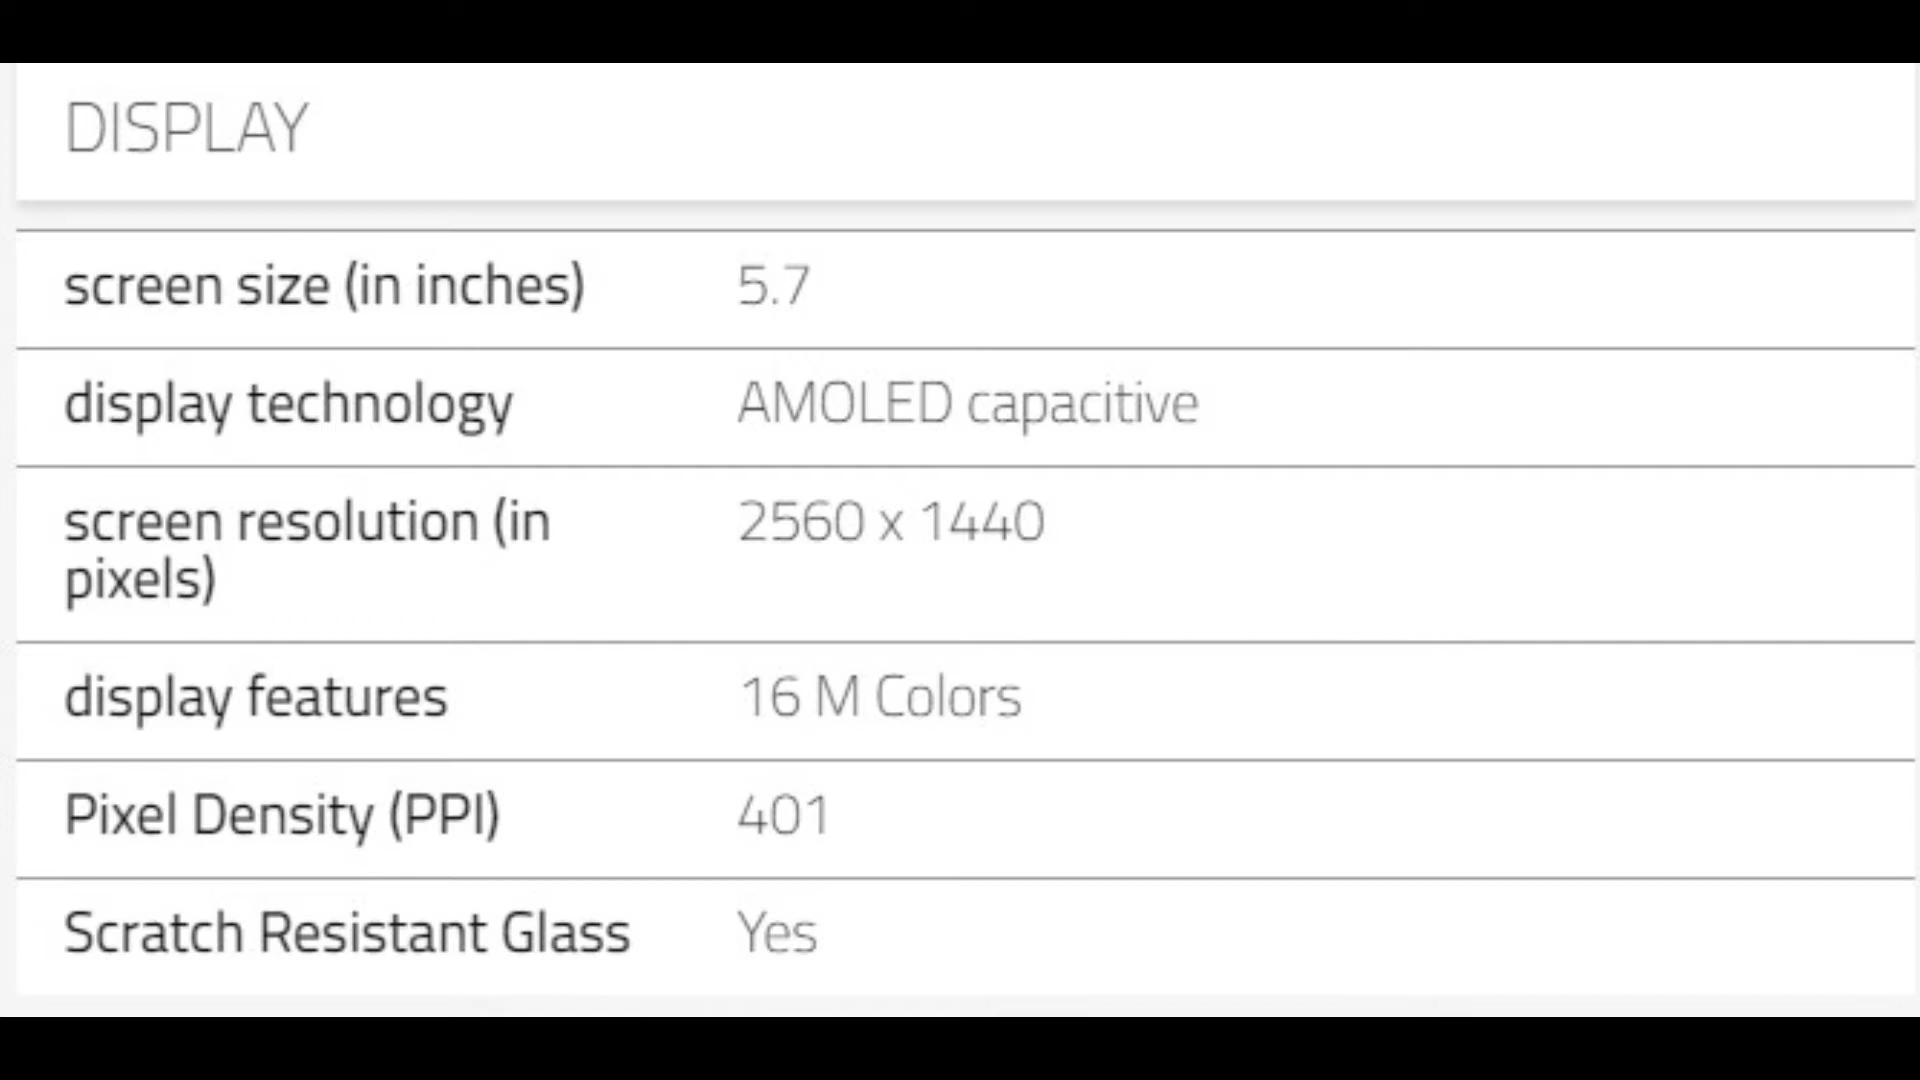 DISPLAY
screen size (in inches) 5.7
display technology AMOLED capacitive
screen resolution (in 2560 x 1440
pixels)
display features 16 M Colors
Pixel Density (PPI) 401
Scratch Resistant Glass Yes